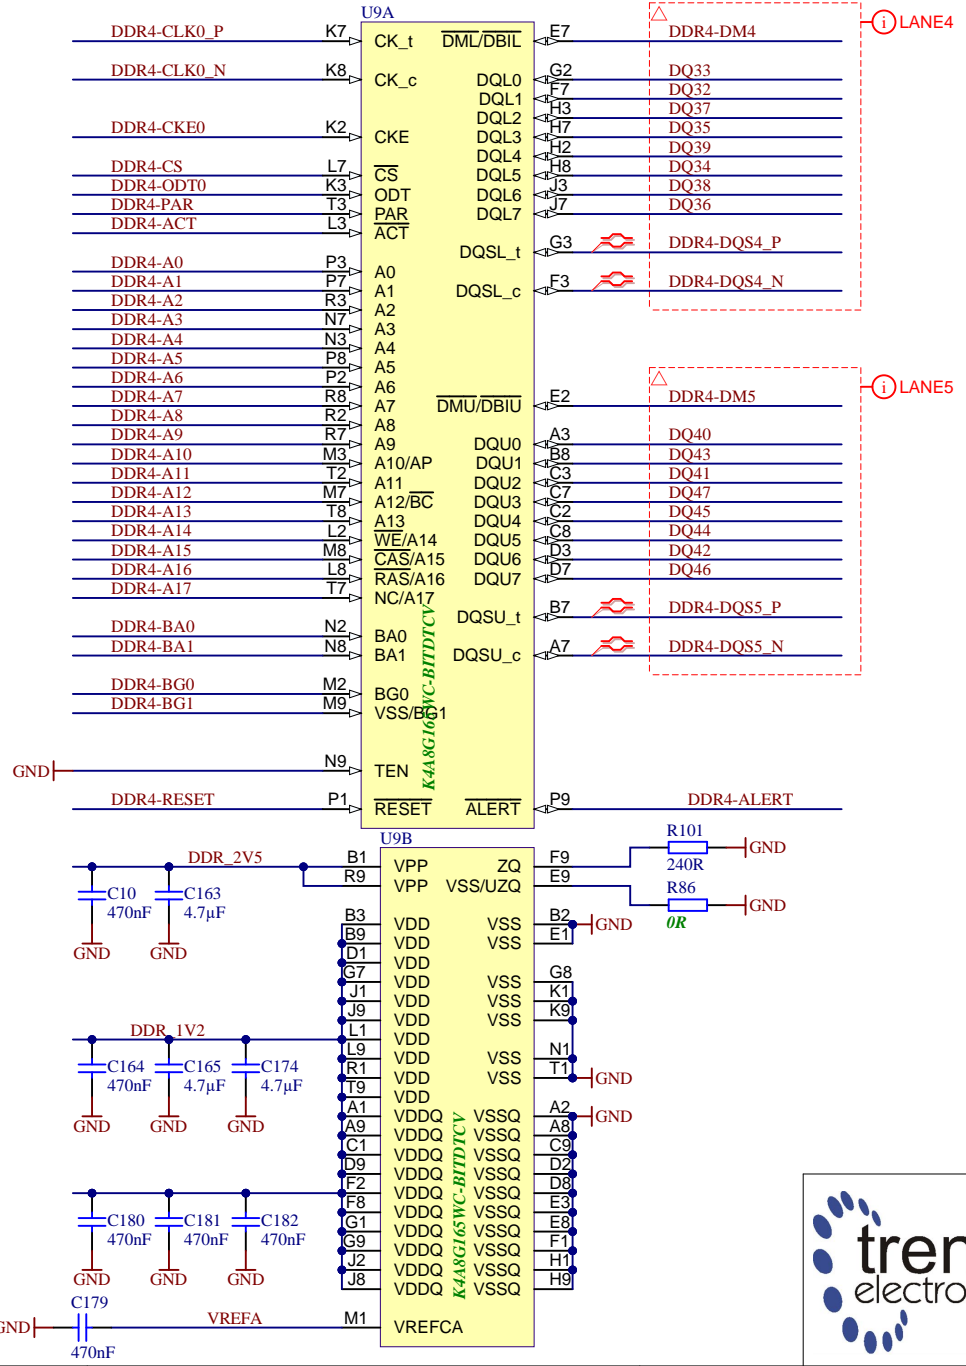 U9A
DDR4-CLK0_P K7 CK_t DML/DBIL E7 DDR4-DM4 LANE4
DDR4-CLK0_N K8 CK_c DQL0 G2 DQ33
DQL1 F7 DQ32
DQL2 H3 DQ37
DDR4-CKE0 K2 CKE DQL3 H7 DQ35
DQL4 H2 DQ39
DDR4-CS L7 CS DQL5 H8 DQ34
DDR4-ODT0 K3 ODT DQL6 J3 DQ38
DDR4-PAR T3 PAR DQL7 J7 DQ36
DDR4-ACT L3 ACT
DQSL_t G3 DDR4-DQS4_P
DDR4-A0 P3 A0
DDR4-A1 P7 A1 DQSL_c F3 DDR4-DQS4_N
DDR4-A2 R3 A2
DDR4-A3 N7 A3
DDR4-A4 N3 A4
DDR4-A5 P8 A5
DDR4-A6 P2 A6 LANE5
DDR4-A7 R8 A7 DMU/DBIU E2 DDR4-DM5
DDR4-A8 R2 A8
DDR4-A9 R7 A9 DQU0 A3 DQ40
DDR4-A10 M3 A10/AP DQU1 B8 DQ43
DDR4-A11 T2 A11 DQU2 C3 DQ41
DDR4-A12 M7 A12/BC DQU3 C7 DQ47
DDR4-A13 T8 A13 DQU4 C2 DQ45
DDR4-A14 L2 WE/A14 DQU5 C8 DQ44
DDR4-A15 M8 CAS/A15 DQU6 D3 DQ42
DDR4-A16 L8 RAS/A16 DQU7 D7 DQ46
DDR4-A17 T7 NC/A17
DQSU_t B7 DDR4-DQS5_P
DDR4-BA0 N2 BA0
DDR4-BA1 N8 BA1 DQSU_c A7 DDR4-DQS5_N
DDR4-BG0 M2 BG0
DDR4-BG1 M9 VSS/BG1
K4A8G165WC-BITDTCV
GND N9 TEN
DDR4-RESET P1 RESET ALERT P9 DDR4-ALERT
U9B
DDR_2V5 B1 VPP ZQ F9 R101 240R GND
R9 VPP VSS/UZQ E9 R86 0R GND
C10 470nF GND
C163 4.7µF GND
B3 VDD VSS B2 GND
B9 VDD VSS E1
D1 VDD
G7 VDD VSS G8
J1 VDD VSS K1
J9 VDD VSS K9
DDR_1V2 L1 VDD
L9 VDD VSS N1
R1 VDD VSS T1 GND
T9 VDD
C164 470nF GND
C165 4.7µF GND
C174 4.7µF GND
A1 VDDQ VSSQ A2 GND
A9 VDDQ VSSQ A8
C1 VDDQ VSSQ C9
D9 VDDQ VSSQ D2
F2 VDDQ VSSQ D8
F8 VDDQ VSSQ E3
G1 VDDQ VSSQ E8
G9 VDDQ VSSQ F1
J2 VDDQ VSSQ H1
J8 VDDQ VSSQ H9
K4A8G165WC-BITDTCV
C180 470nF GND
C181 470nF GND
C182 470nF GND
GND C179 470nF VREFA M1 VREFCA
tren
electro